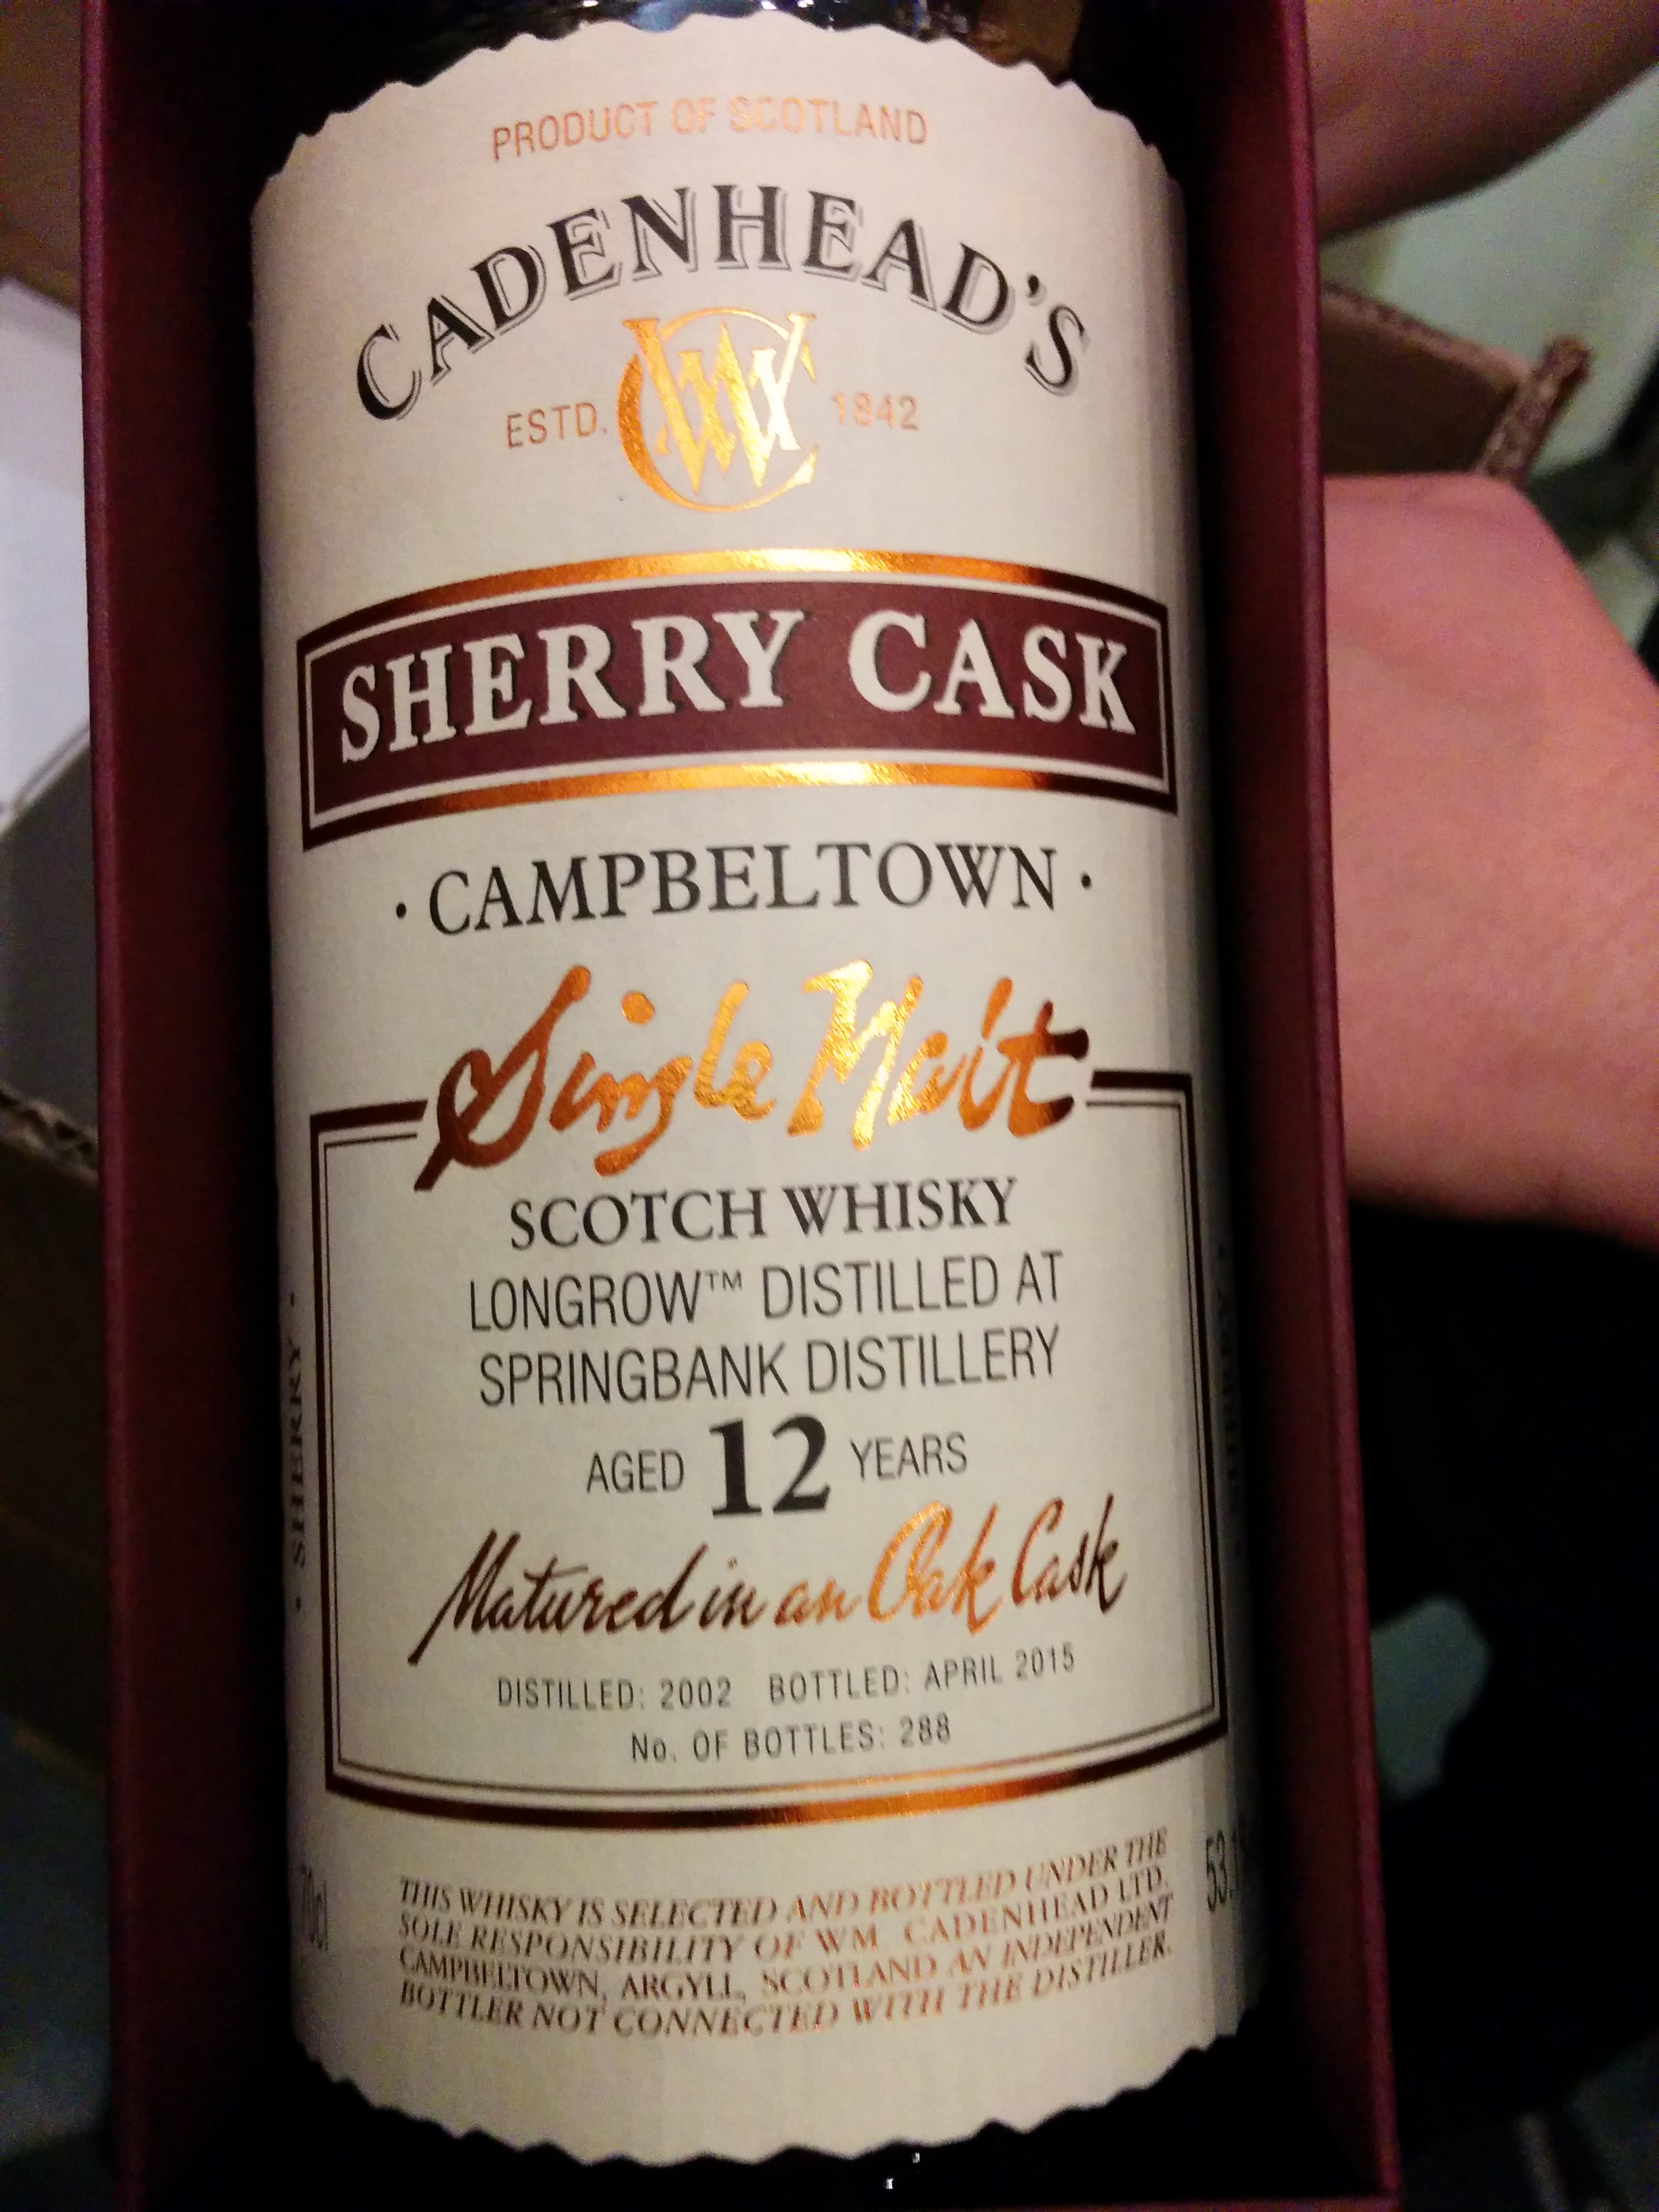 PRODUCT OF SCOTLAND
CADENHEAD'S
ESTD. WC 1842
SHERRY CASK
· CAMPBELTOWN ·
Single Malt
SCOTCH WHISKY
LONGROW™ DISTILLED AT
SPRINGBANK DISTILLERY
AGED 12 YEARS
Matured in an Oak Cask
DISTILLED: 2002 BOTTLED: APRIL 2015
No. OF BOTTLES: 288
· SHERRY ·
· SHERRY ·
70cl
THIS WHISKY IS SELECTED AND BOTTLED UNDER THE
SOLE RESPONSIBILITY OF WM. CADENHEAD LTD.
CAMPBELTOWN, ARGYLL, SCOTLAND AN INDEPENDENT
BOTTLER NOT CONNECTED WITH THE DISTILLER.